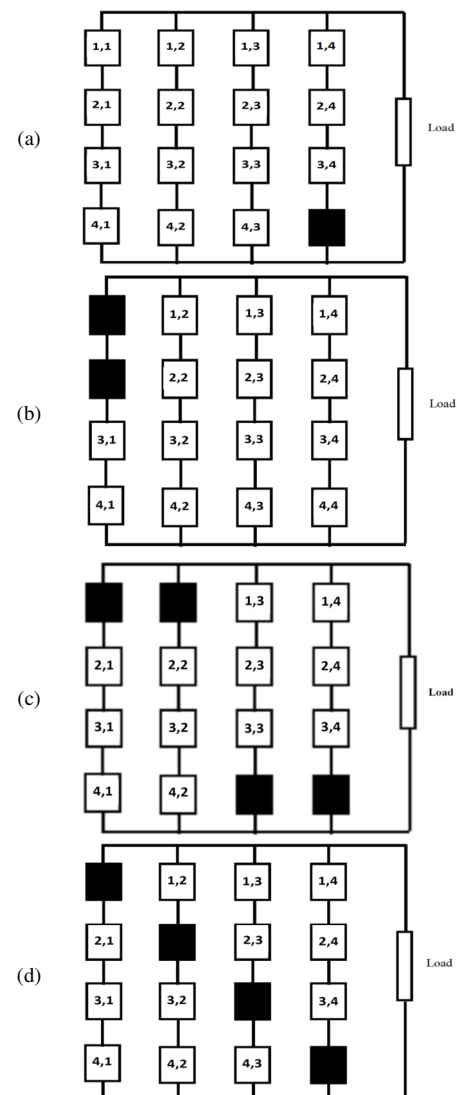 1,1 1,2 1,3 1,4
2,1 2,2 2,3 2,4
Load
(a)
3,1 3,2 3,3 3,4
4,1 4,2 4,3
1,2 1,3 1,4
2,2 2,3 2,4
Load
(b)
3,1 3,2 3,3 3,4
4,1 4,2 4,3 4,4
1,3 1,4
2,1 2,2 2,3 2,4
Load
(c)
3,1 3,2 3,3 3,4
4,1 4,2
1,2 1,3 1,4
2,1 2,3 2,4
Load
(d)
3,1 3,2 3,4
4,1 4,2 4,3